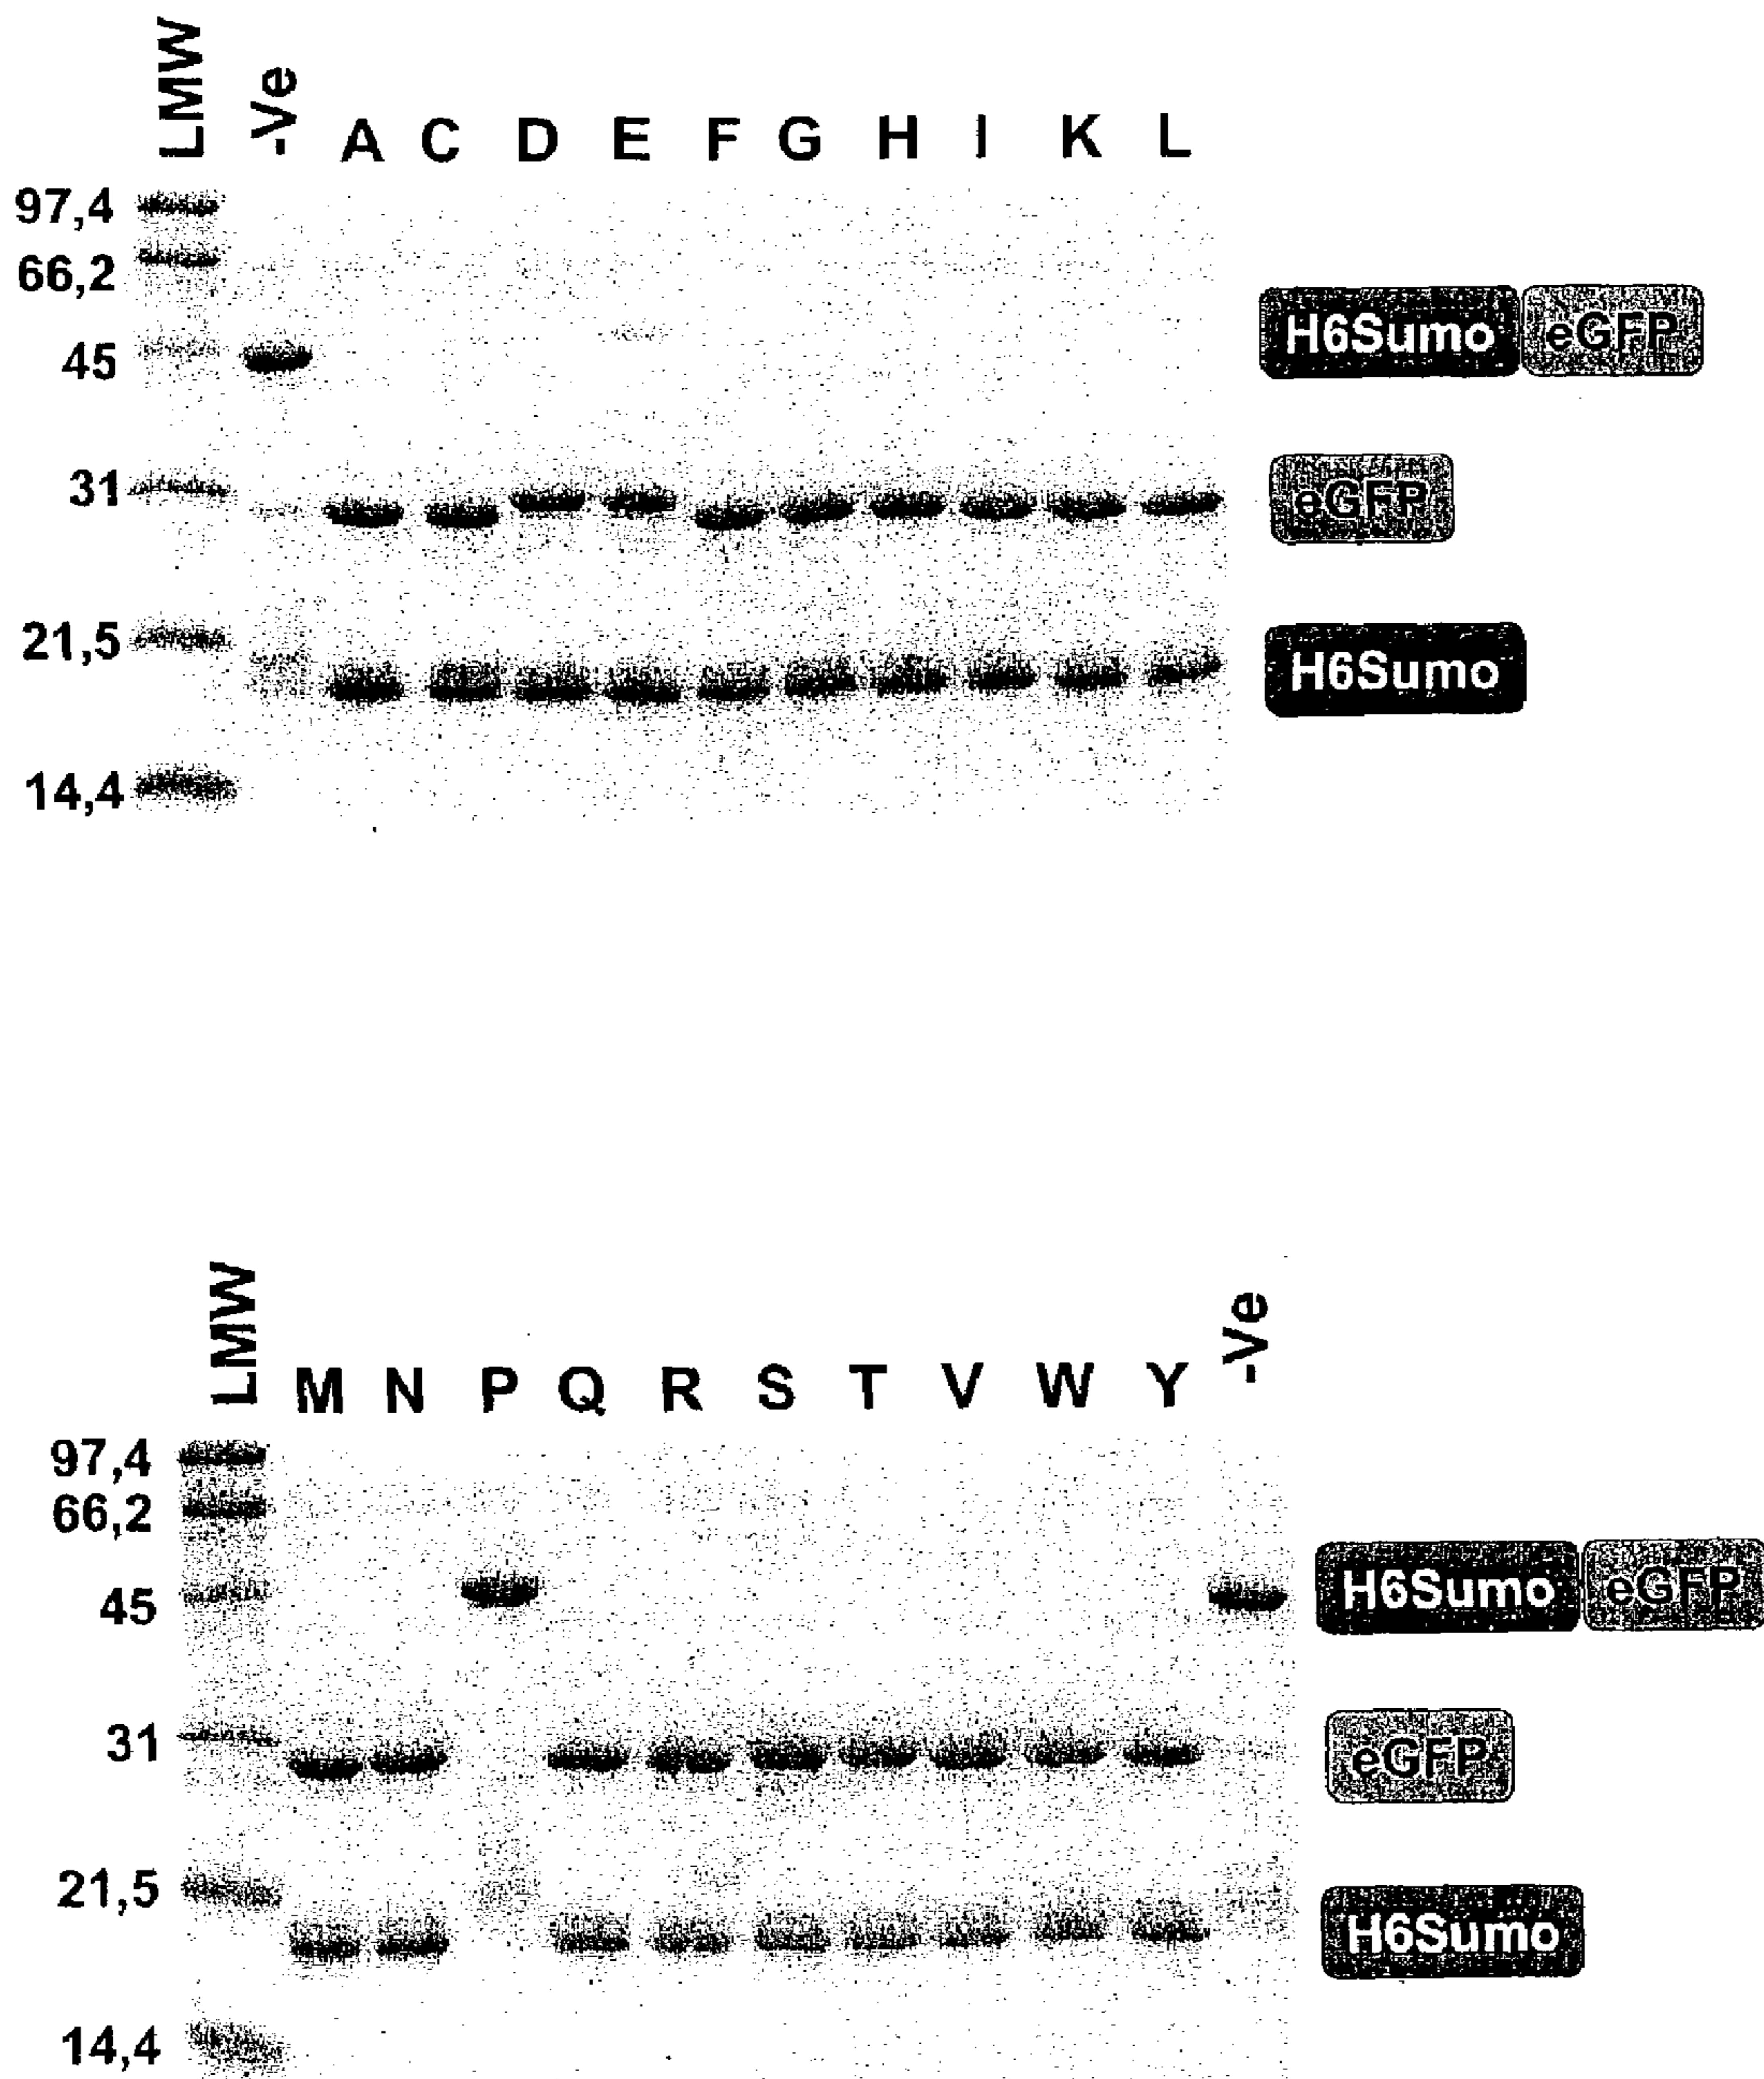 LMW -Ve A C D E F G H I K L
97,4
66,2
H6Sumo eGFP
45
31
eGFP
21,5
H6Sumo
14,4
LMW M N P Q R S T V W Y -Ve
97,4
66,2
H6Sumo eGFP
45
31
eGFP
21,5
H6Sumo
14,4